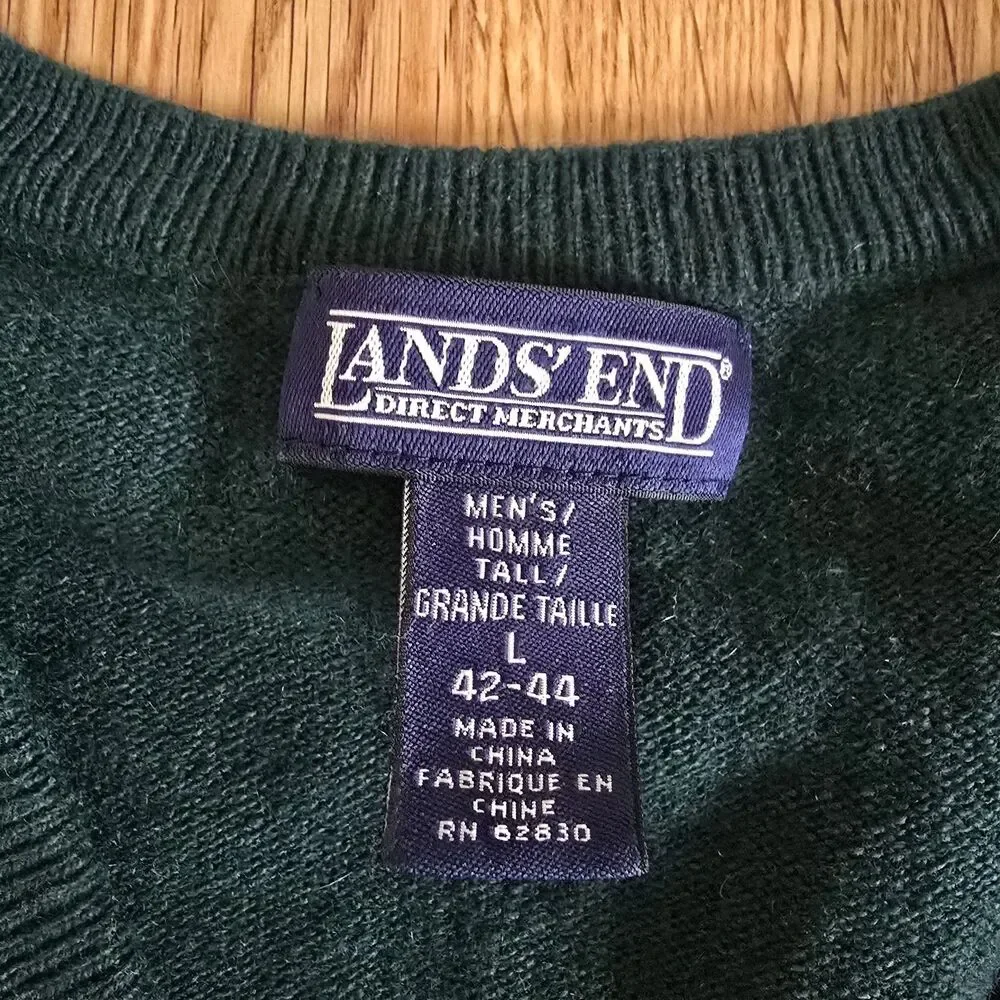 LANDS' END®
DIRECT MERCHANTS
MEN'S/
HOMME
TALL/
GRANDE TAILLE
L
42-44
MADE IN
CHINA
FABRIQUE EN
CHINE
RN 62830